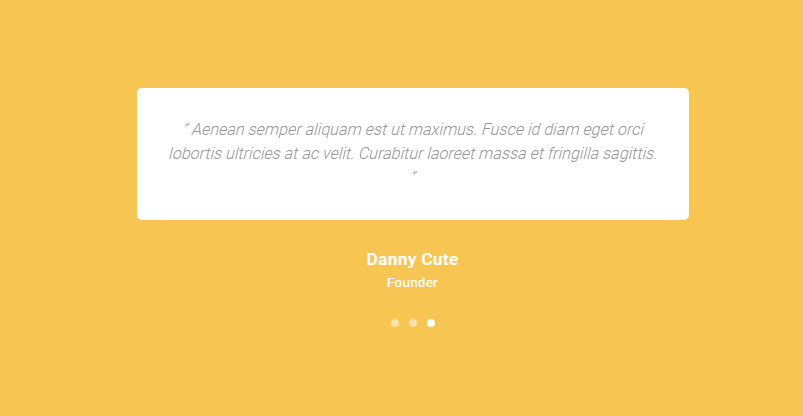 “ Aenean semper aliquam est ut maximus. Fusce id diam eget orci
lobortis ultricies at ac velit. Curabitur laoreet massa et fringilla sagittis.
”
Danny Cute
Founder